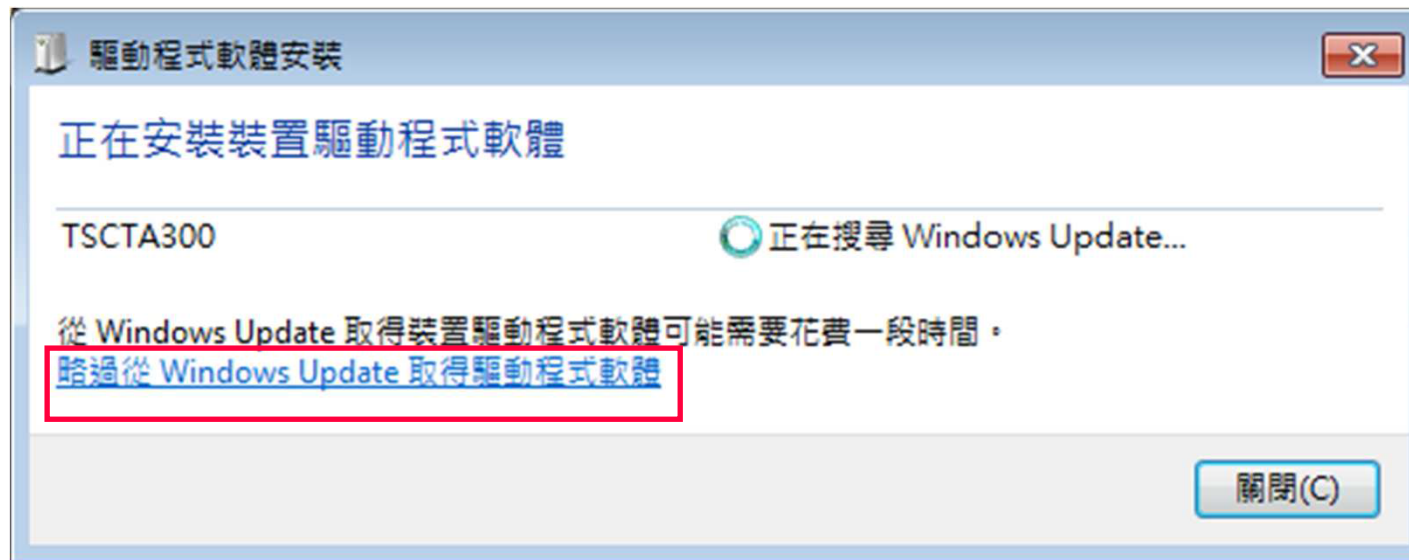 驅動程式軟體安裝
正在安裝裝置驅動程式軟體
TSCTA300 正在搜尋 Windows Update...
從 Windows Update 取得裝置驅動程式軟體可能需要花費一段時間。
略過從 Windows Update 取得驅動程式軟體
關閉(C)